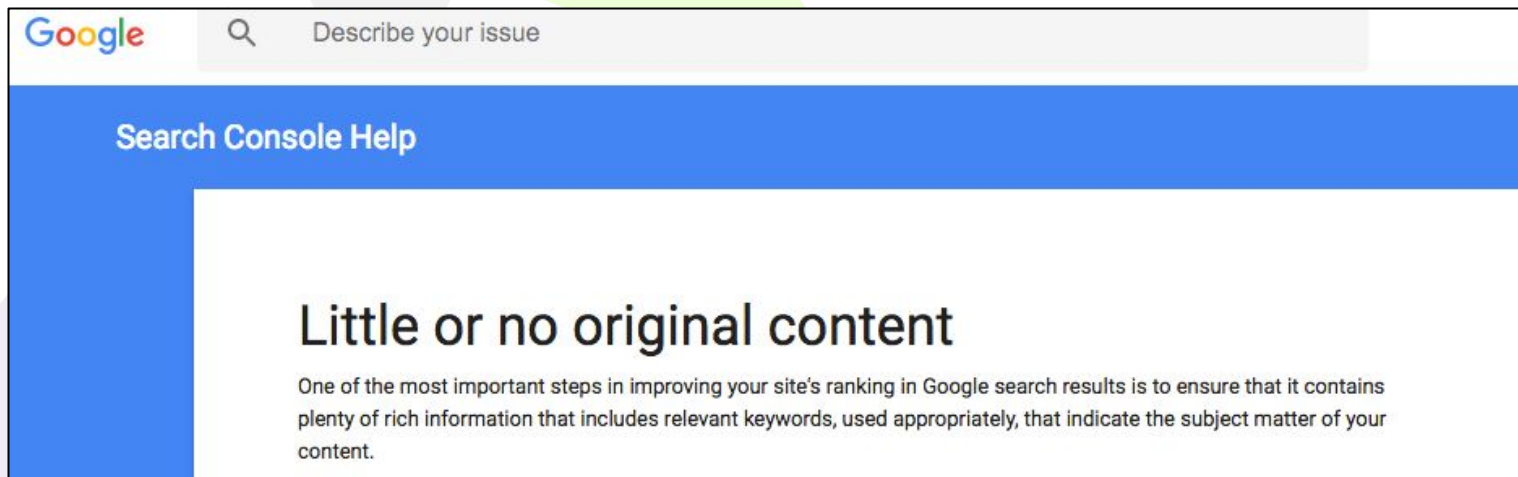 Google
Describe your issue
Search Console Help
Little or no original content
One of the most important steps in improving your site's ranking in Google search results is to ensure that it contains
plenty of rich information that includes relevant keywords, used appropriately, that indicate the subject matter of your
content.